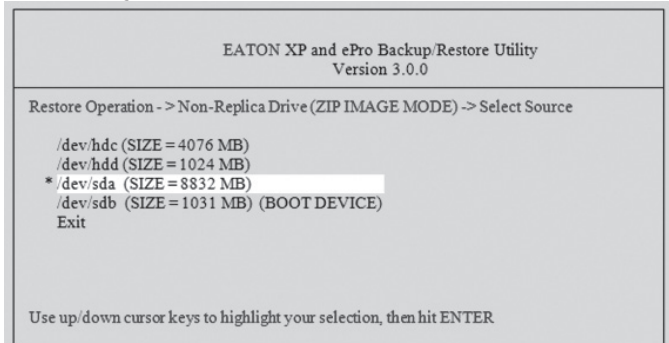 EATON XP and ePro Backup/Restore Utility
Version 3.0.0
Restore Operation - > Non-Replica Drive (ZIP IMAGE MODE) -> Select Source
/dev/hdc (SIZE = 4076 MB)
/dev/hdd (SIZE = 1024 MB)
* /dev/sda (SIZE = 8832 MB)
/dev/sdb (SIZE = 1031 MB) (BOOT DEVICE)
Exit
Use up/down cursor keys to highlight your selection, then hit ENTER